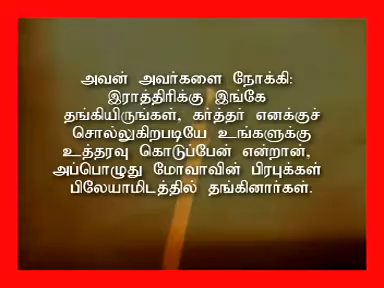 அவன் அவர்களை நோக்கி:
இராத்திரிக்கு இங்கே
தங்கியிருங்கள், கர்த்தர் எனக்குச்
சொல்லுகிறபடியே உங்களுக்கு
உத்தரவு கொடுப்பேன் என்றான்,
அப்பொழுது மோவாவின் பிரபுக்கள்
பிலேயாமிடத்தில் தங்கினார்கள்.